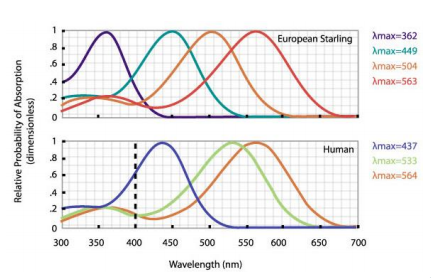 Relative Probability of Absorption
(dimensionless)
1
.8
.6
.4
.2
0
European Starling
λmax=362
λmax=449
λmax=504
λmax=563
1
.8
.6
.4
.2
0
Human
λmax=437
λmax=533
λmax=564
300 350 400 450 500 550 600 650 700
Wavelength (nm)